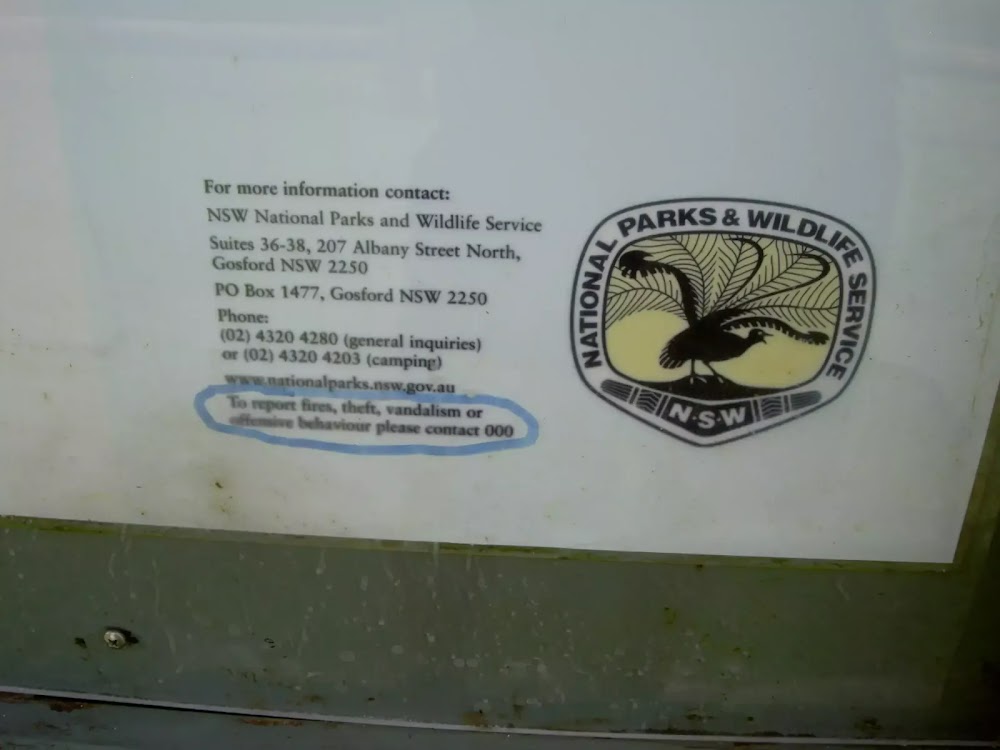 For more information contact:
NSW National Parks and Wildlife Service
Suites 36-38, 207 Albany Street North,
Gosford NSW 2250
PO Box 1477, Gosford NSW 2250
Phone:
(02) 4320 4280 (general inquiries)
or (02) 4320 4203 (camping)
www.nationalparks.nsw.gov.au
To report fires, theft, vandalism or
offensive behaviour please contact 000
NATIONAL PARKS & WILDLIFE SERVICE
N·S·W